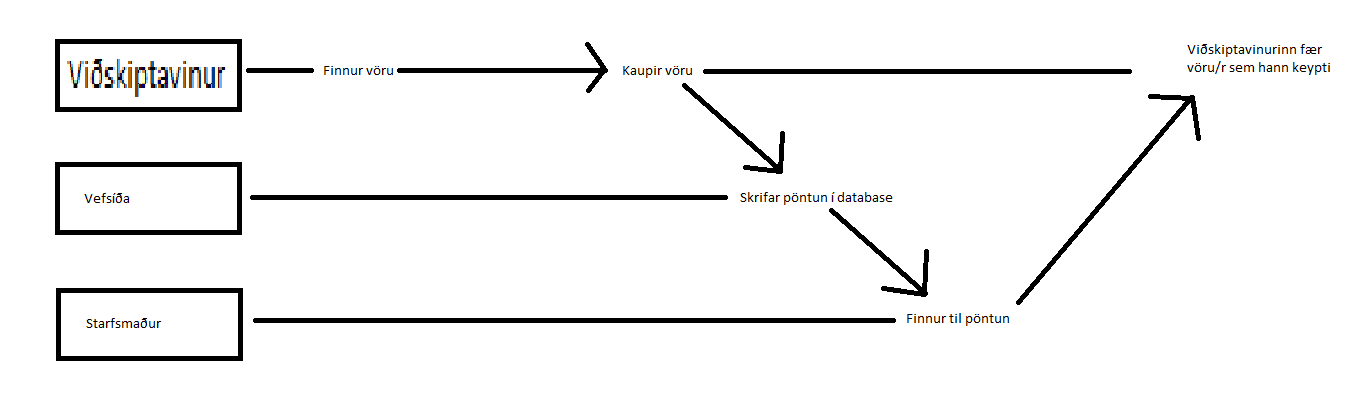 Viðskiptavinur
Finnur vöru
Kaupir vöru
Viðskiptavinurinn fær
vöru/r sem hann keypti
Vefsíða
Skrifar pöntun í database
Starfsmaður
Finnur til pöntun